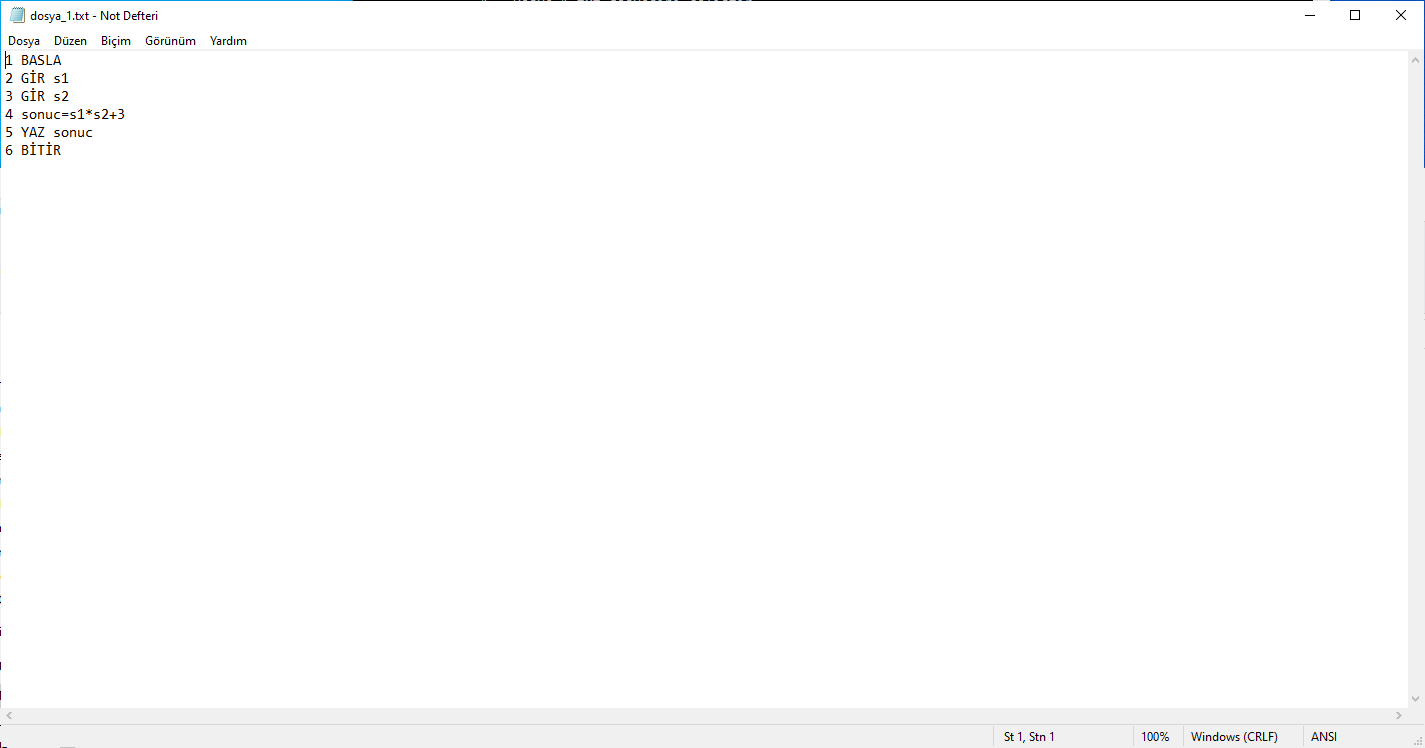 dosya_1.txt - Not Defteri
Dosya Düzen Biçim Görünüm Yardım
1 BASLA
2 GİR s1
3 GİR s2
4 sonuc=s1*s2+3
5 YAZ sonuc
6 BİTİR
St 1, Stn 1 100% Windows (CRLF) ANSI